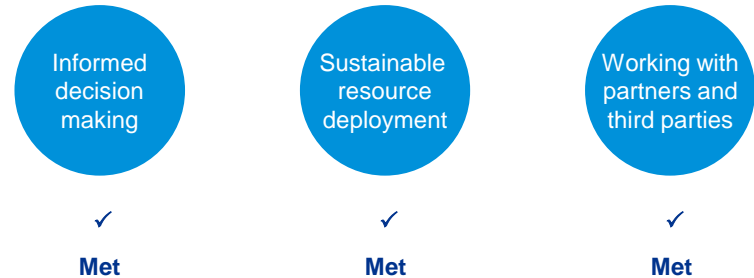 Informed
decision
making
Sustainable
resource
deployment
Working with
partners and
third parties
✓
✓
✓
Met
Met
Met